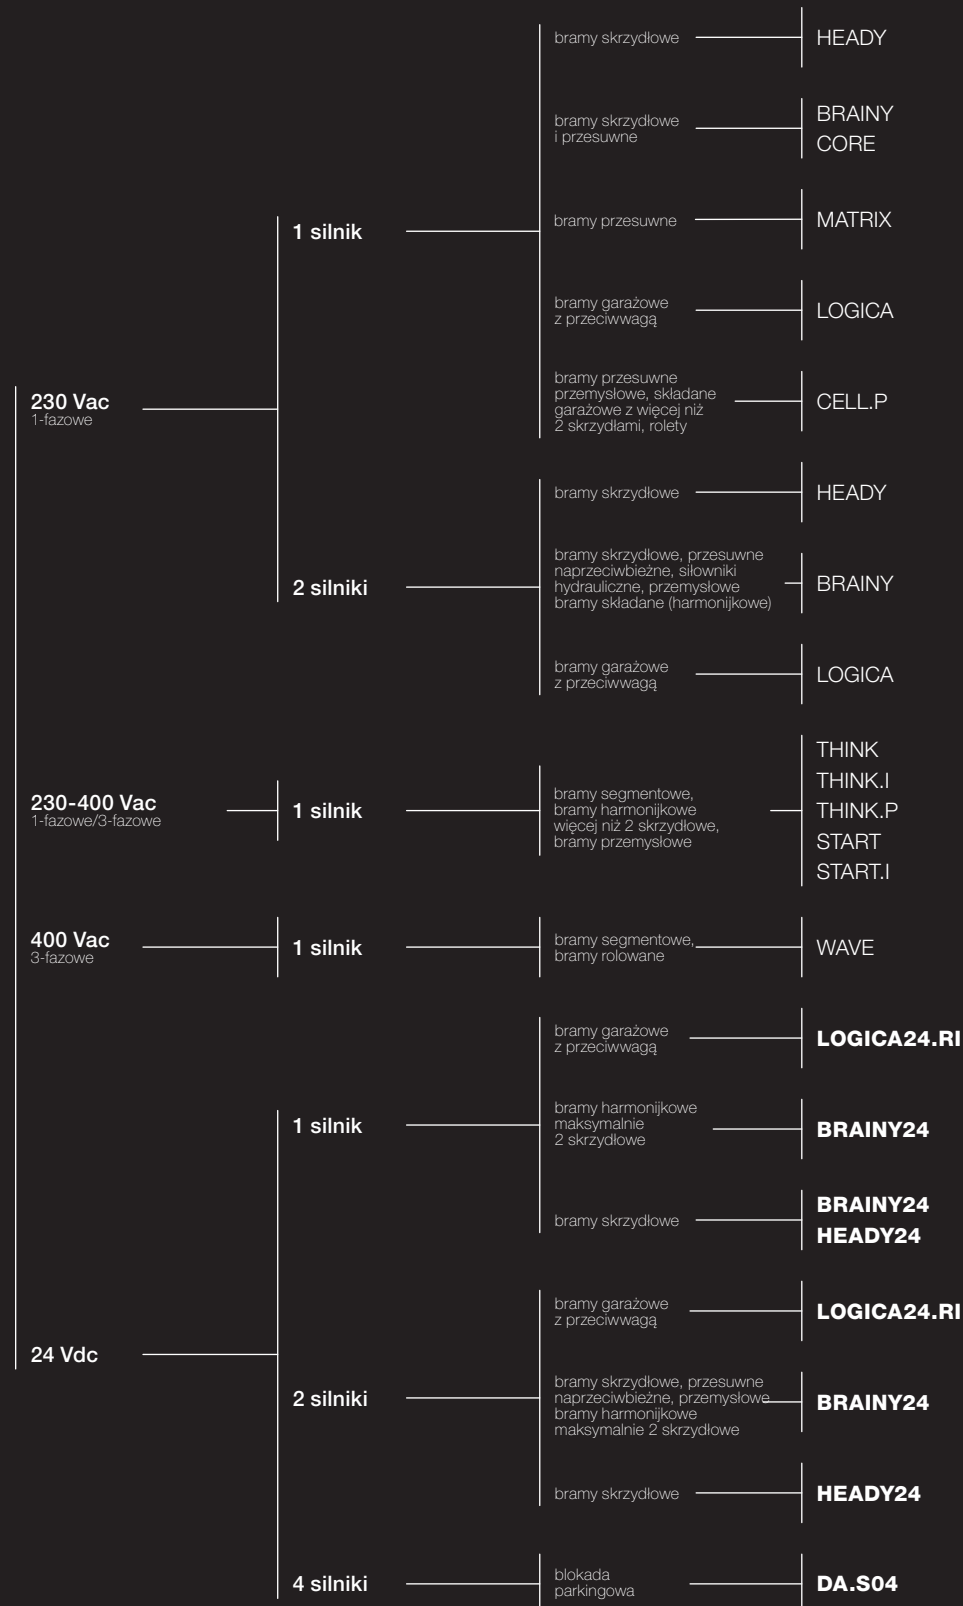 230 Vac
1-fazowe
1 silnik
bramy skrzydłowe
HEADY
bramy skrzydłowe
i przesuwne
BRAINY
CORE
bramy przesuwne
MATRIX
bramy garażowe
z przeciwwagą
LOGICA
bramy przesuwne
przemysłowe, składane
garażowe z więcej niż
2 skrzydłami, rolety
CELL.P
2 silniki
bramy skrzydłowe
HEADY
bramy skrzydłowe, przesuwne
naprzeciwbieżne, siłowniki
hydrauliczne, przemysłowe
bramy składane (harmonijkowe)
BRAINY
bramy garażowe
z przeciwwagą
LOGICA
230-400 Vac
1-fazowe/3-fazowe
1 silnik
bramy segmentowe,
bramy harmonijkowe
więcej niż 2 skrzydłowe,
bramy przemysłowe
THINK
THINK.I
THINK.P
START
START.I
400 Vac
3-fazowe
1 silnik
bramy segmentowe,
bramy rolowane
WAVE
24 Vdc
1 silnik
bramy garażowe
z przeciwwagą
LOGICA24.RI
bramy harmonijkowe
maksymalnie
2 skrzydłowe
BRAINY24
bramy skrzydłowe
BRAINY24
HEADY24
2 silniki
bramy garażowe
z przeciwwagą
LOGICA24.RI
bramy skrzydłowe, przesuwne
naprzeciwbieżne, przemysłowe
bramy harmonijkowe
maksymalnie 2 skrzydłowe
BRAINY24
bramy skrzydłowe
HEADY24
4 silniki
blokada
parkingowa
DA.S04